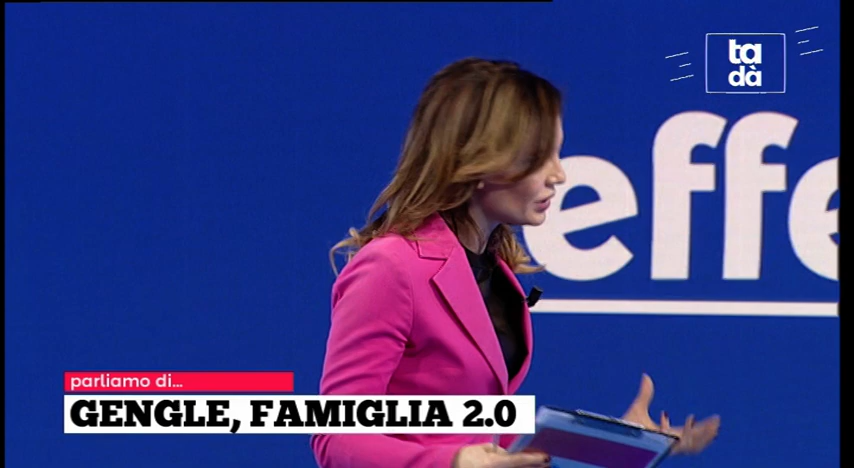 ta
dà
effe
parliamo di...
GENGLE, FAMIGLIA 2.0